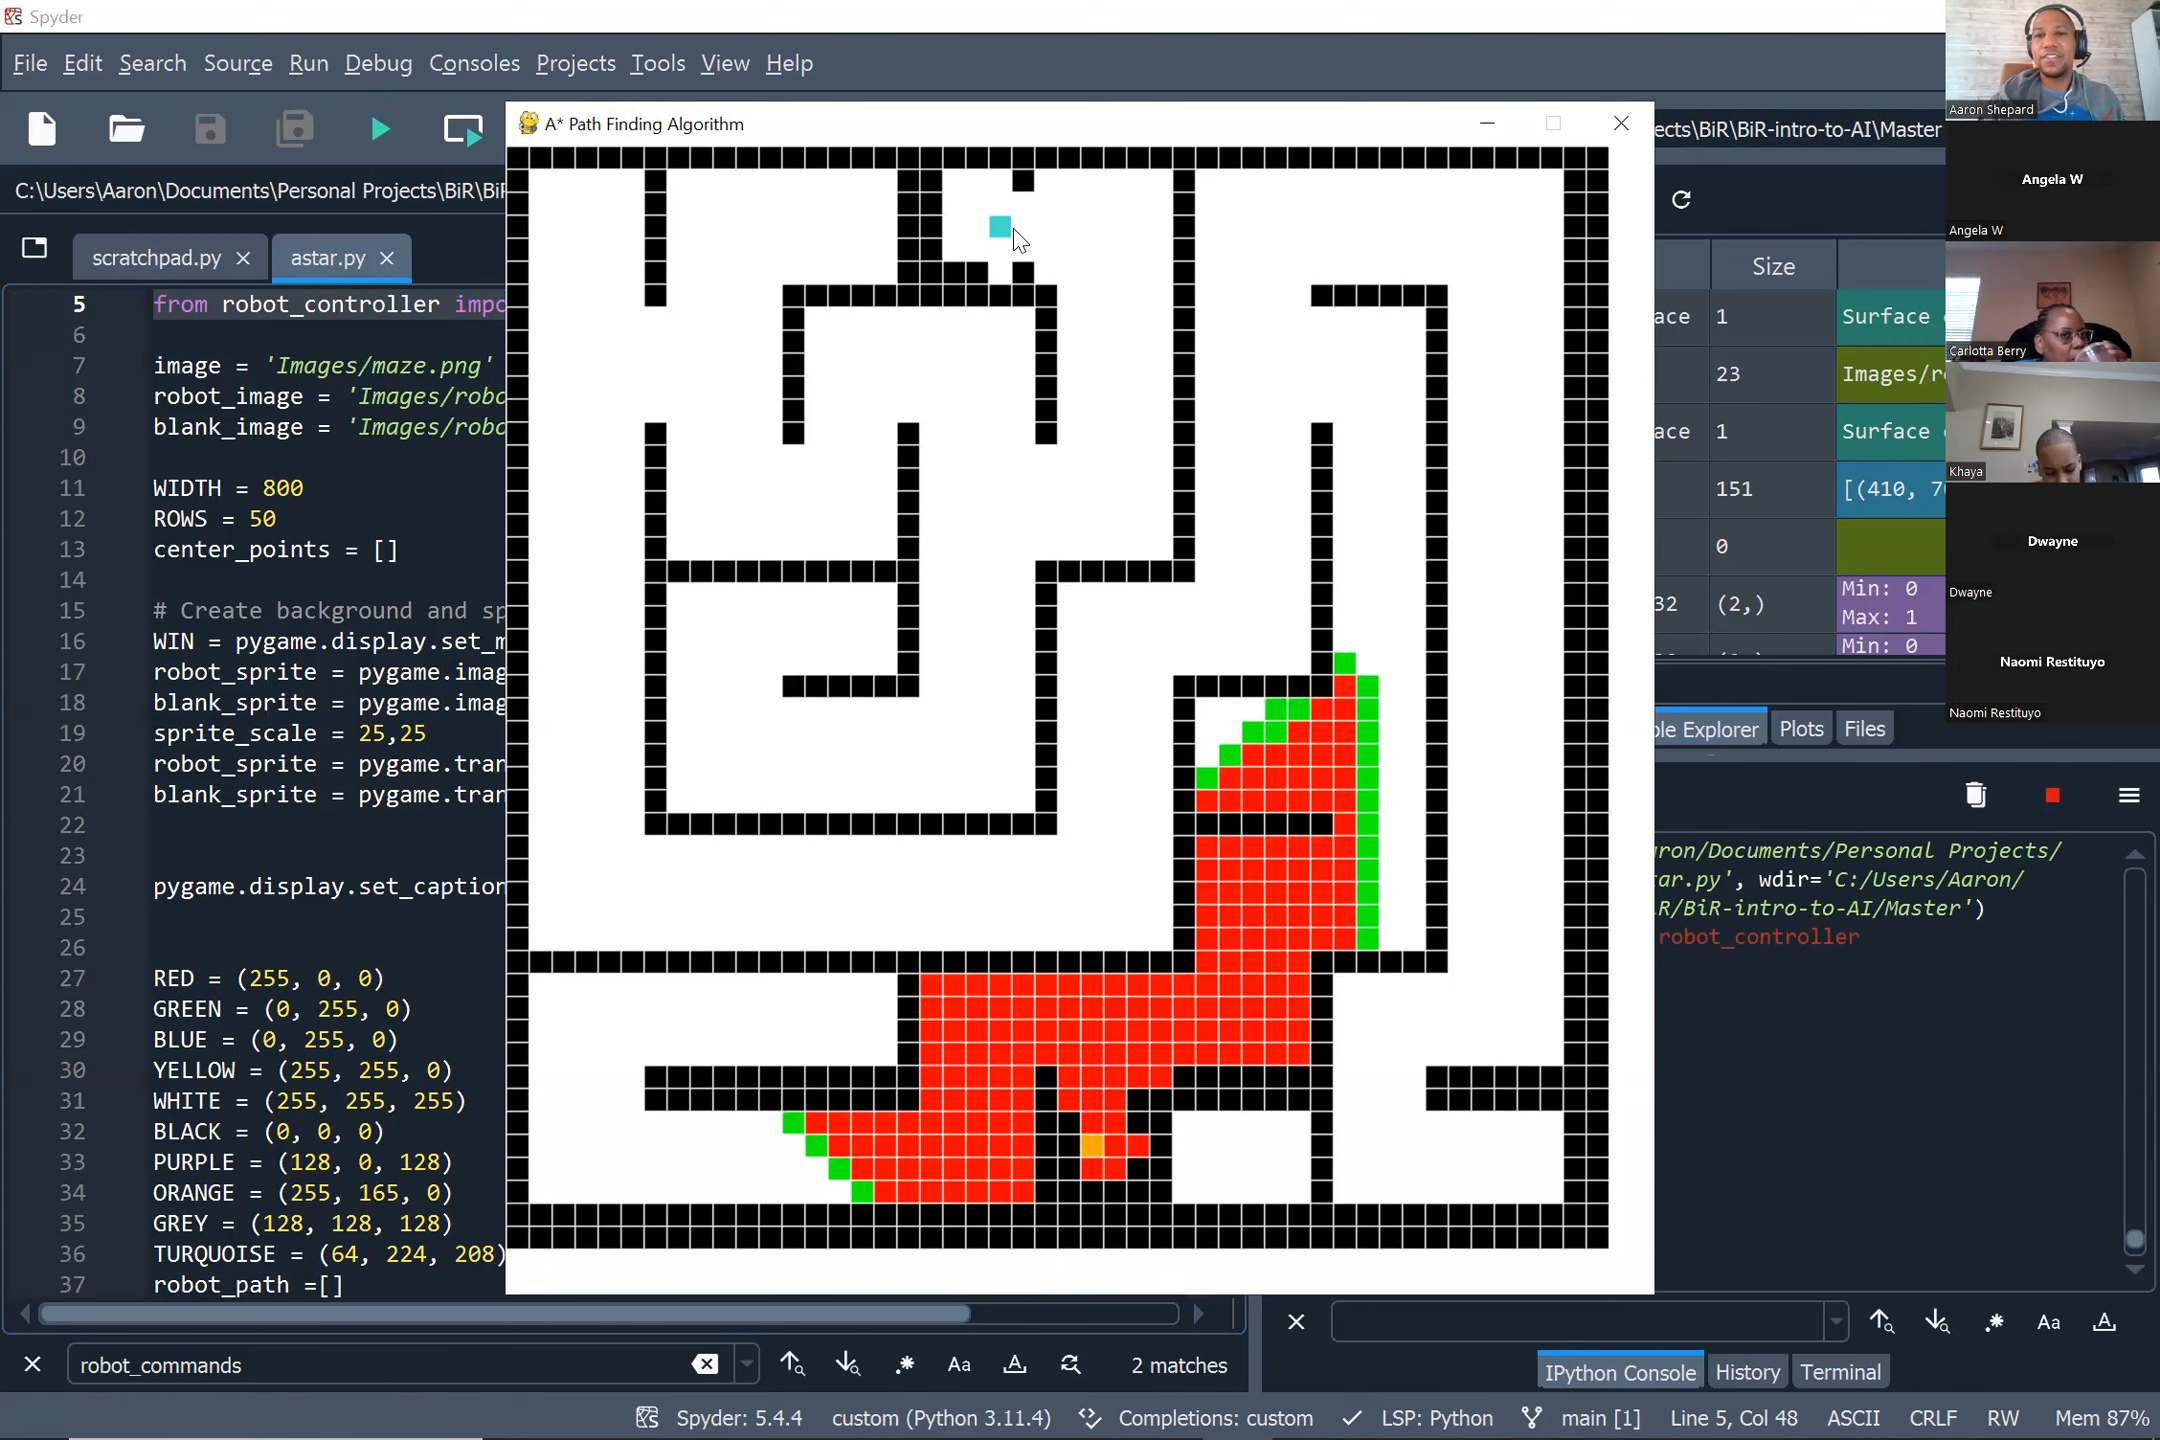 Spyder
File Edit Search Source Run Debug Consoles Projects Tools View Help
A* Path Finding Algorithm
C:\Users\Aaron\Documents\Personal Projects\BiR\Bi
ects\BiR\BiR-intro-to-AI\Master
scratchpad.py
astar.py
5 from robot_controller impo
6
7 image = 'Images/maze.png'
8 robot_image = 'Images/robo
9 blank_image = 'Images/robo
10
11 WIDTH = 800
12 ROWS = 50
13 center_points = []
14
15 # Create background and sp
16 WIN = pygame.display.set_m
17 robot_sprite = pygame.imag
18 blank_sprite = pygame.imag
19 sprite_scale = 25,25
20 robot_sprite = pygame.tran
21 blank_sprite = pygame.tran
22
23
24 pygame.display.set_caption
25
26
27 RED = (255, 0, 0)
28 GREEN = (0, 255, 0)
29 BLUE = (0, 255, 0)
30 YELLOW = (255, 255, 0)
31 WHITE = (255, 255, 255)
32 BLACK = (0, 0, 0)
33 PURPLE = (128, 0, 128)
34 ORANGE = (255, 165, 0)
35 GREY = (128, 128, 128)
36 TURQUOISE = (64, 224, 208)
37 robot_path =[]
robot_commands
2 matches
Size
ace 1 Surface
23 Images/r
ace 1 Surface
151 [(410, 7
0
32 (2,) Min: 0
Max: 1
Min: 0
ble Explorer Plots Files
aron/Documents/Personal Projects/
tar.py', wdir='C:/Users/Aaron/
R/BiR-intro-to-AI/Master')
robot_controller
Aa
Aa
IPython Console History Terminal
Spyder: 5.4.4 custom (Python 3.11.4) Completions: custom LSP: Python main [1] Line 5, Col 48 ASCII CRLF RW Mem 87%
Aaron Shepard
Angela W
Angela W
Carlotta Berry
Khaya
Dwayne
Dwayne
Naomi Restituyo
Naomi Restituyo